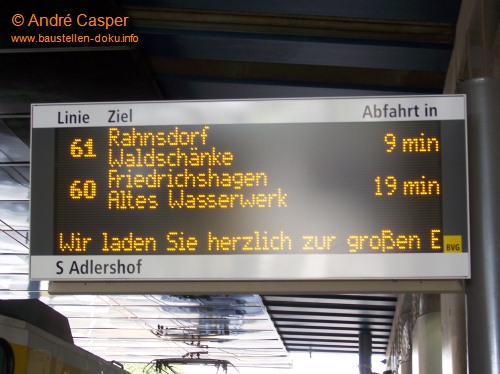 © André Casper
www.baustellen-doku.info
Linie Ziel Abfahrt in
61 Rahnsdorf 9 min
Waldschänke
60 Friedrichshagen 19 min
Altes Wasserwerk
Wir laden Sie herzlich zur großen E
BVG
S Adlershof